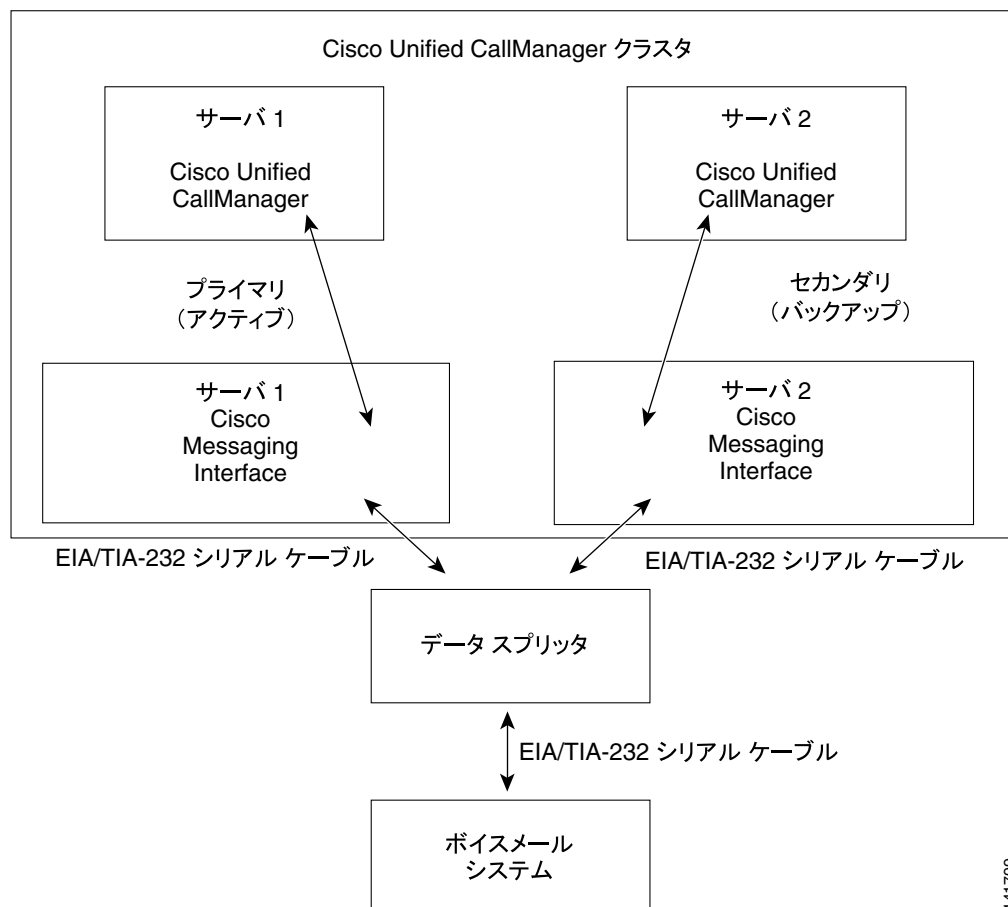 Cisco Unified CallManager クラスタ
サーバ 1
Cisco Unified
CallManager
サーバ 2
Cisco Unified
CallManager
プライマリ
（アクティブ）
セカンダリ
（バックアップ）
サーバ 1
Cisco
Messaging
Interface
サーバ 2
Cisco
Messaging
Interface
EIA/TIA-232 シリアル ケーブル
EIA/TIA-232 シリアル ケーブル
データ スプリッタ
EIA/TIA-232 シリアル ケーブル
ボイスメール
システム